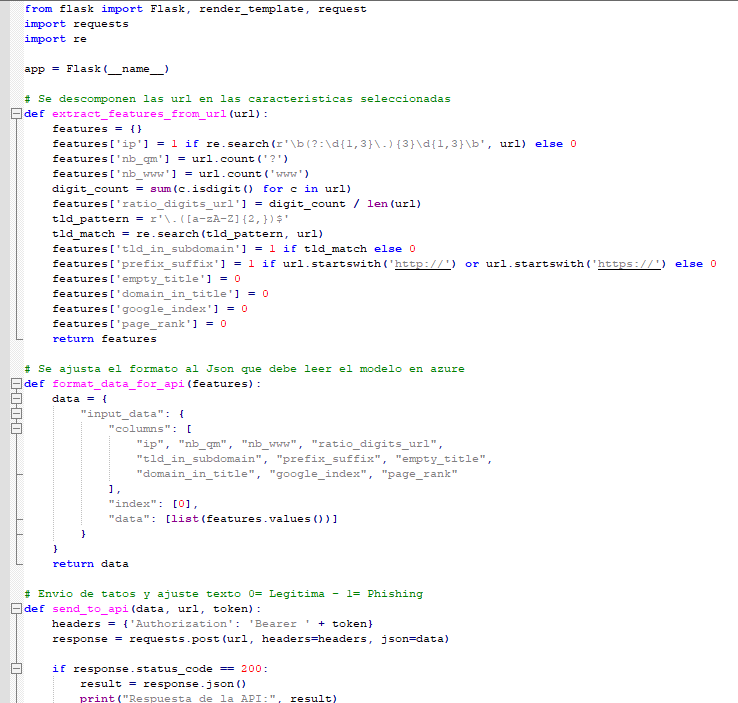 from flask import Flask, render_template, request
import requests
import re

app = Flask(__name__)

# Se descomponen las url en las caracteristicas seleccionadas
def extract_features_from_url(url):
    features = {}
    features['ip'] = 1 if re.search(r'\b(?:\d{1,3}\.){3}\d{1,3}\b', url) else 0
    features['nb_qm'] = url.count('?')
    features['nb_www'] = url.count('www')
    digit_count = sum(c.isdigit() for c in url)
    features['ratio_digits_url'] = digit_count / len(url)
    tld_pattern = r'\.([a-zA-Z]{2,})$'
    tld_match = re.search(tld_pattern, url)
    features['tld_in_subdomain'] = 1 if tld_match else 0
    features['prefix_suffix'] = 1 if url.startswith('http://') or url.startswith('https://') else 0
    features['empty_title'] = 0
    features['domain_in_title'] = 0
    features['google_index'] = 0
    features['page_rank'] = 0
    return features

# Se ajusta el formato al Json que debe leer el modelo en azure
def format_data_for_api(features):
    data = {
        "input_data": {
            "columns": [
                "ip", "nb_qm", "nb_www", "ratio_digits_url",
                "tld_in_subdomain", "prefix_suffix", "empty_title",
                "domain_in_title", "google_index", "page_rank"
            ],
            "index": [0],
            "data": [list(features.values())]
        }
    }
    return data

# Envio de tatos y ajuste texto 0= Legitima - 1= Phishing
def send_to_api(data, url, token):
    headers = {'Authorization': 'Bearer ' + token}
    response = requests.post(url, headers=headers, json=data)

    if response.status_code == 200:
        result = response.json()
        print("Respuesta de la API:", result)